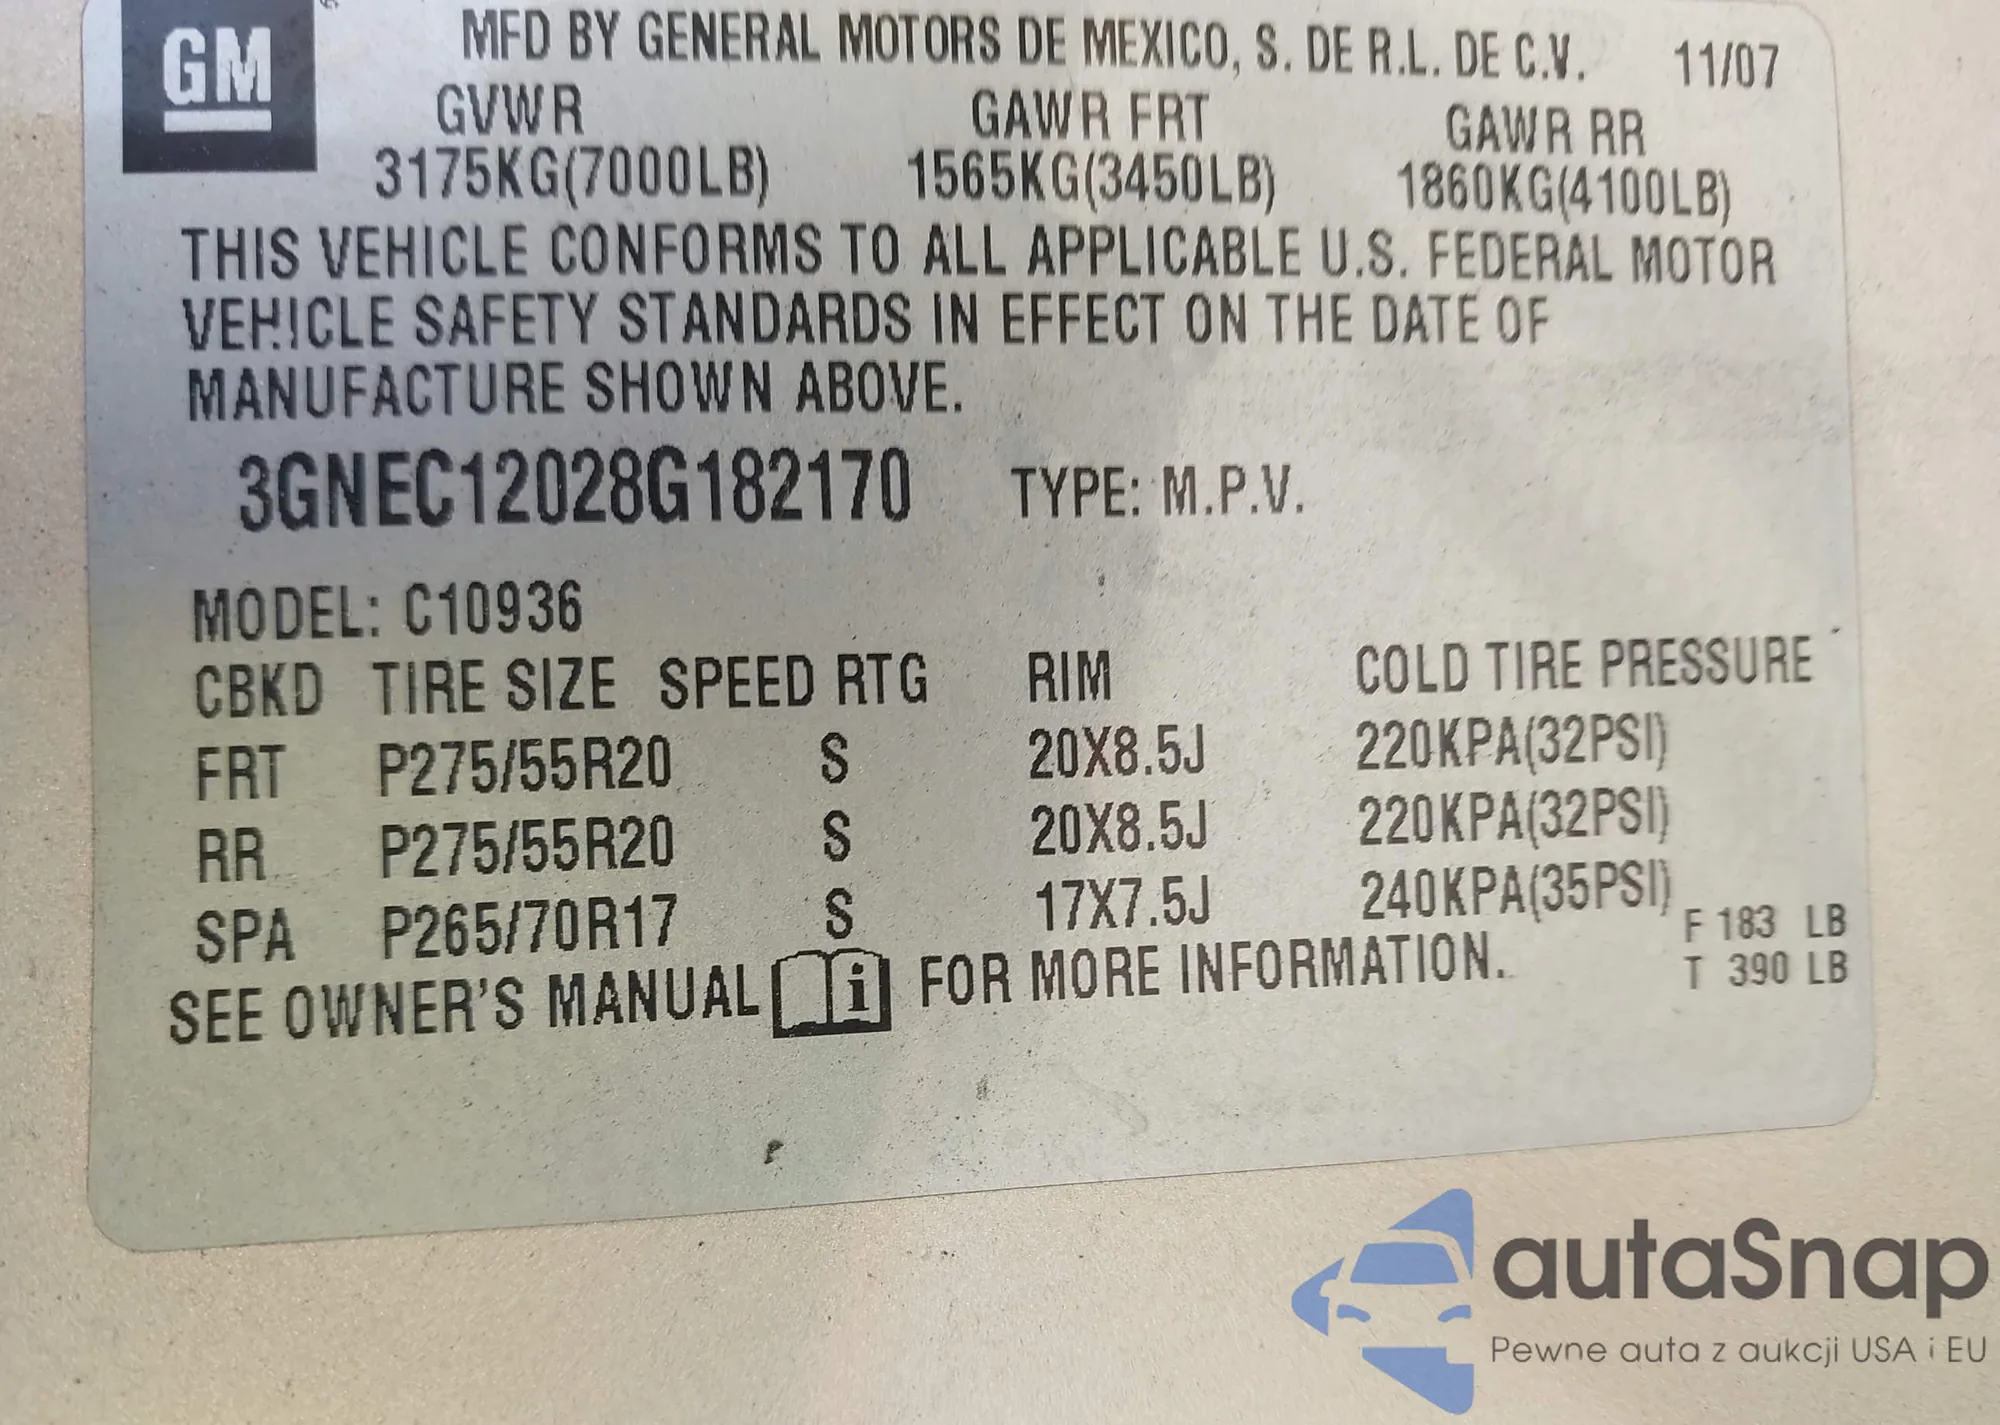 GM
MFD BY GENERAL MOTORS DE MEXICO, S. DE R.L. DE C.V. 11/07
GVWR GAWR FRT GAWR RR
3175KG(7000LB) 1565KG(3450LB) 1860KG(4100LB)
THIS VEHICLE CONFORMS TO ALL APPLICABLE U.S. FEDERAL MOTOR
VEHICLE SAFETY STANDARDS IN EFFECT ON THE DATE OF
MANUFACTURE SHOWN ABOVE.
3GNEC12028G182170 TYPE: M.P.V.
MODEL: C10936
CBKD TIRE SIZE SPEED RTG RIM COLD TIRE PRESSURE
FRT P275/55R20 S 20X8.5J 220KPA(32PSI)
RR P275/55R20 S 20X8.5J 220KPA(32PSI)
SPA P265/70R17 S 17X7.5J 240KPA(35PSI)
F 183 LB
T 390 LB
SEE OWNER'S MANUAL i FOR MORE INFORMATION.
autaSnap
Pewne auta z aukcji USA i EU